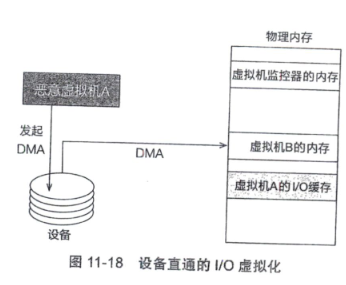 物理内存
恶意虚拟机A
虚拟机监控器的内存
发起
DMA
DMA
虚拟机B的内存
虚拟机A的I/O缓存
设备
图 11-18 设备直通的 I/O 虚拟化